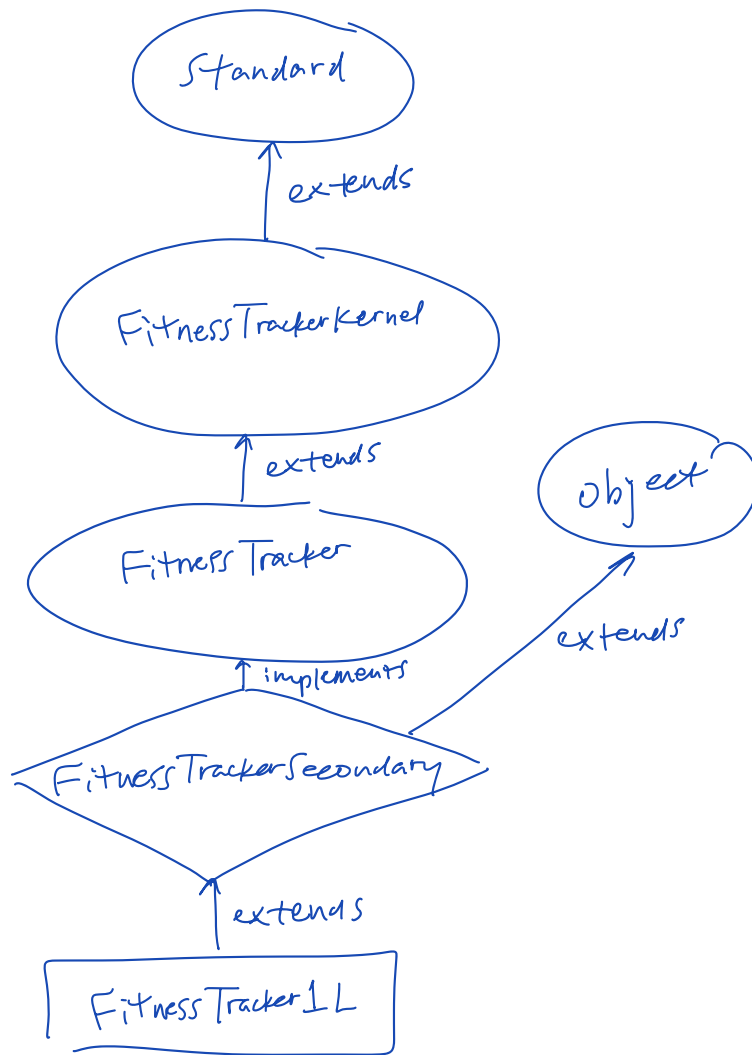 Standard
extends
FitnessTrackerKernel
extends
Object
FitnessTracker
extends
implements
FitnessTrackerSecondary
extends
FitnessTracker1L